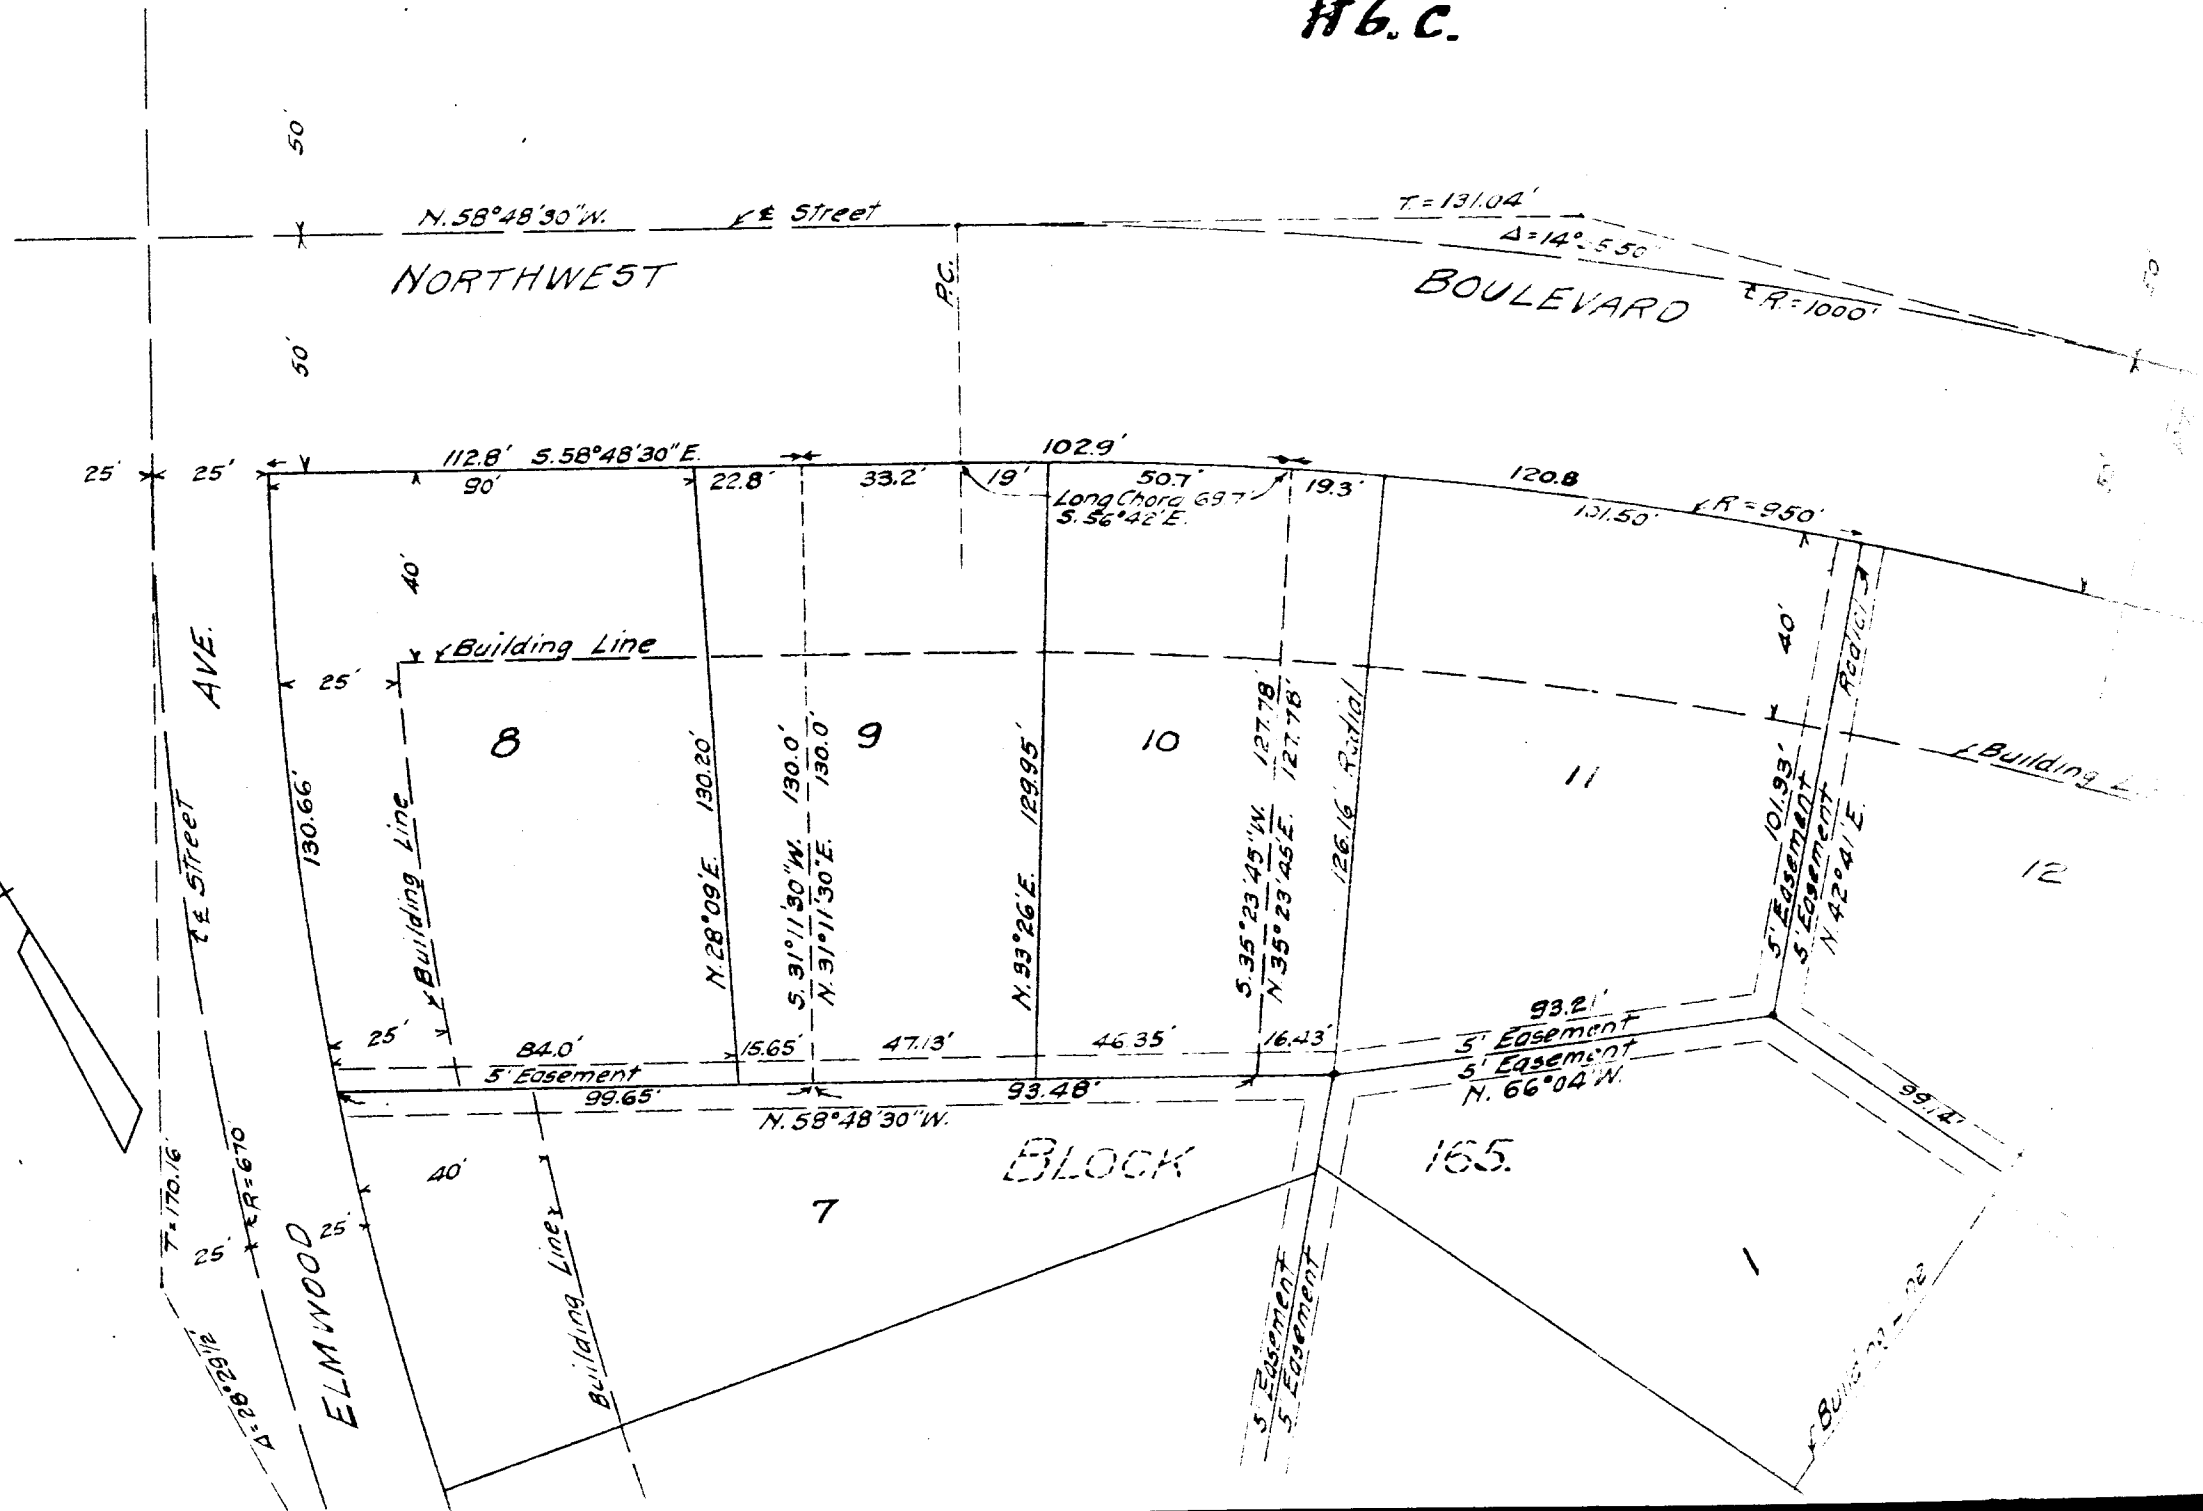 H6.C.
50'
T.=131.04'
N.58°48'30"W.
₵ Street
NORTHWEST
P.C.
BOULEVARD
₵ R=1000'
50'
112.8' S.58°48'30"E.
102.9'
25' 25'
90'
22.8'
33.2'
19'
50.7'
19.3'
120.8
Long Chord 69.7'
S.56°42'E.
101.50'
R=950'
40'
Building Line
25'
AVE.
40'
Radial
8
9
10
11
12
Building
130.66'
Building Line
₵ Street
N.28°09'E. 130.20'
S.31°11'30"W. 130.0'
N.31°11'30"E. 130.0'
N.33°26'E. 129.95'
S.35°23'45"W. 127.78'
N.35°23'45"E. 127.78'
126.16' Radial
101.93'
5' Easement
5' Easement
N.42°41'E.
25'
84.0'
15.65'
47.13'
46.35'
16.43'
93.21'
5' Easement
5' Easement
N. 66°04'W.
5' Easement
99.65'
93.48'
N.58°48'30"W.
99.14'
BLOCK 165.
40'
7
1
T=170.16'
₵ R=670'
25'
25'
ELMWOOD
Building Line
Δ=28°29½'
5' Easement
5' Easement